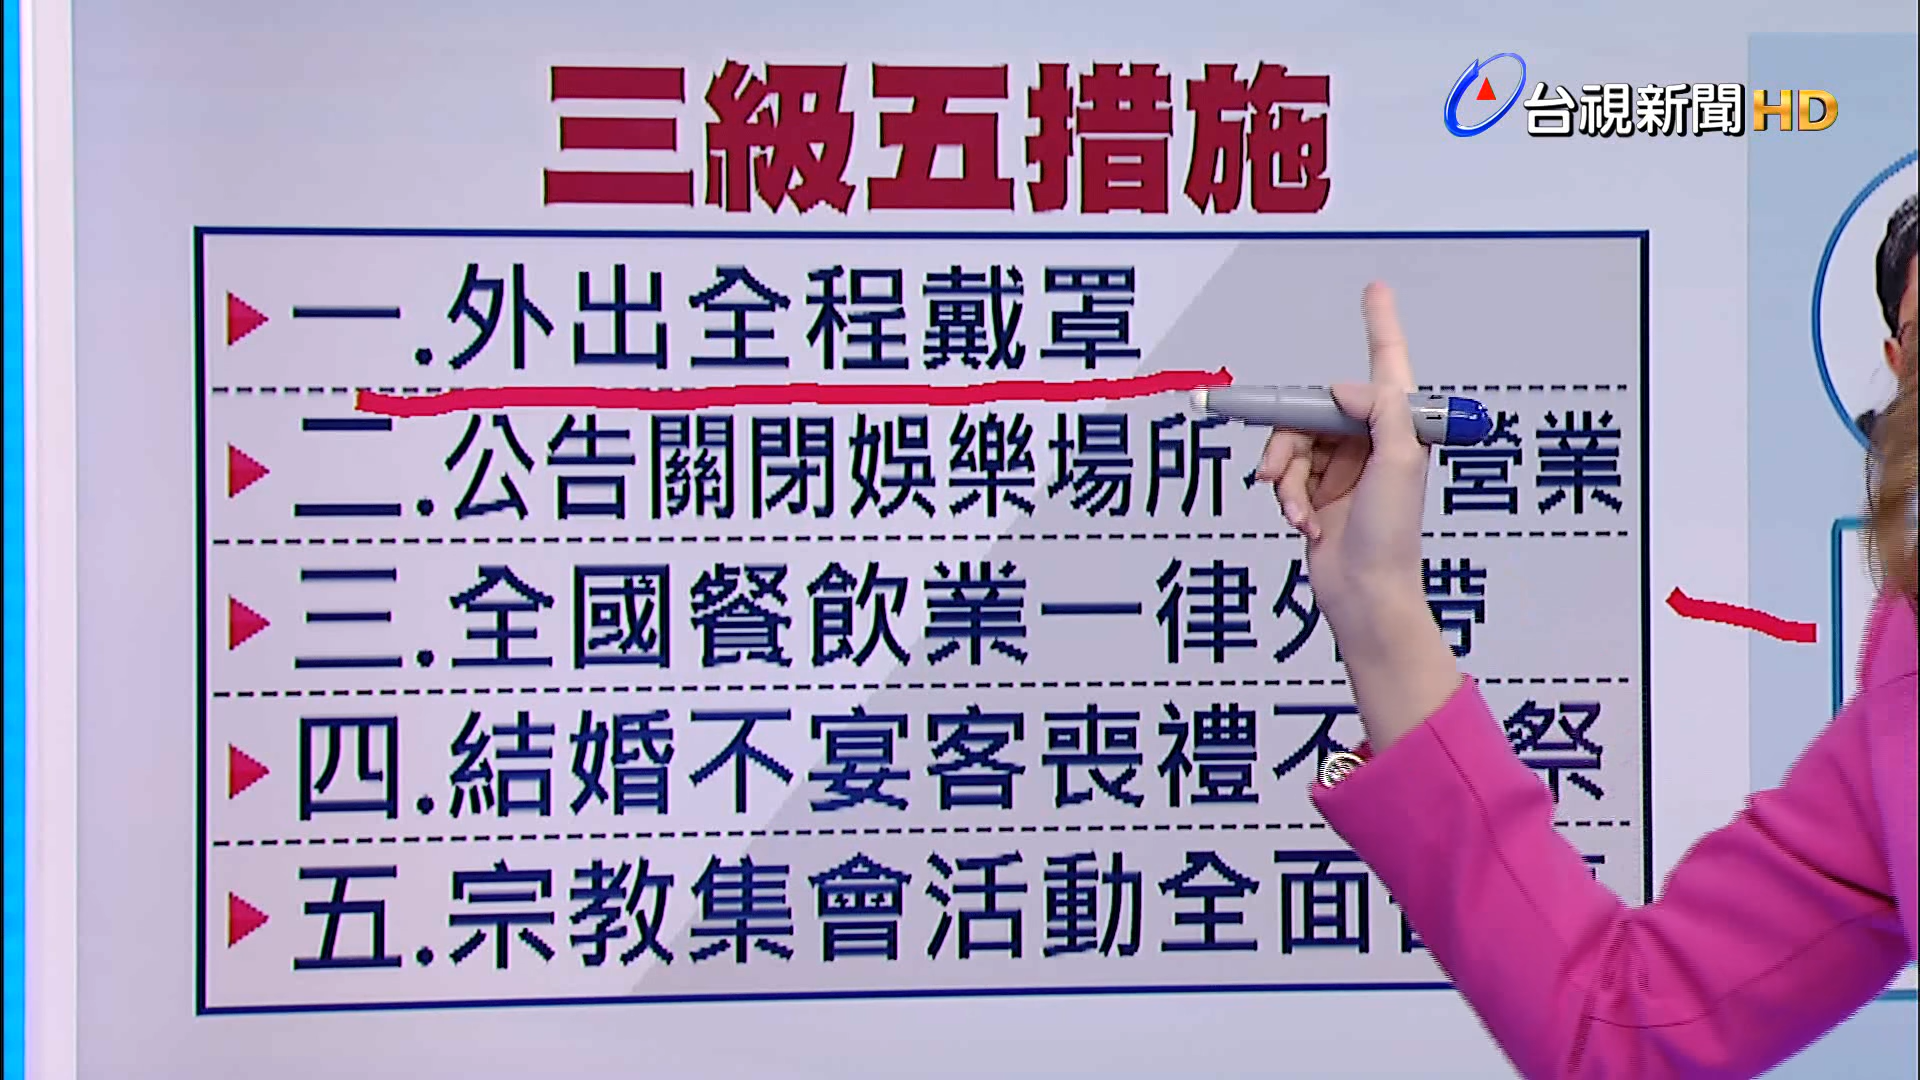 三級五措施
台視新聞HD
一.外出全程戴罩
二.公告關閉娛樂場所 營業
三.全國餐飲業一律外帶
四.結婚不宴客喪禮不 祭
五.宗教集會活動全面